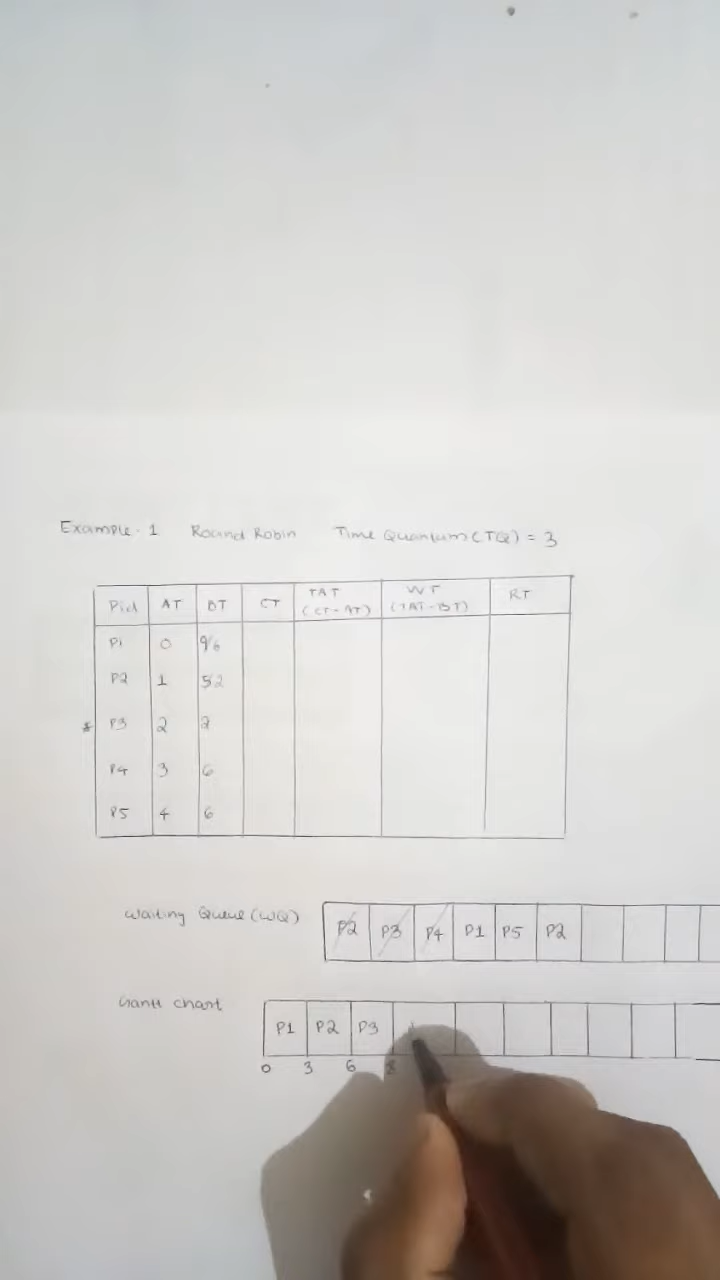 Example - 1 Round Robin Time Quantum (TQ) = 3
Pid AT BT CT TAT (CT - AT) WT (TAT - BT) RT
P1 0 9 6
P2 1 5 2
* P3 2 2
P4 3 6
P5 4 6
Waiting Queue (WQ) P2 P3 P4 P1 P5 P2
Gantt chart P1 P2 P3
0 3 6 8